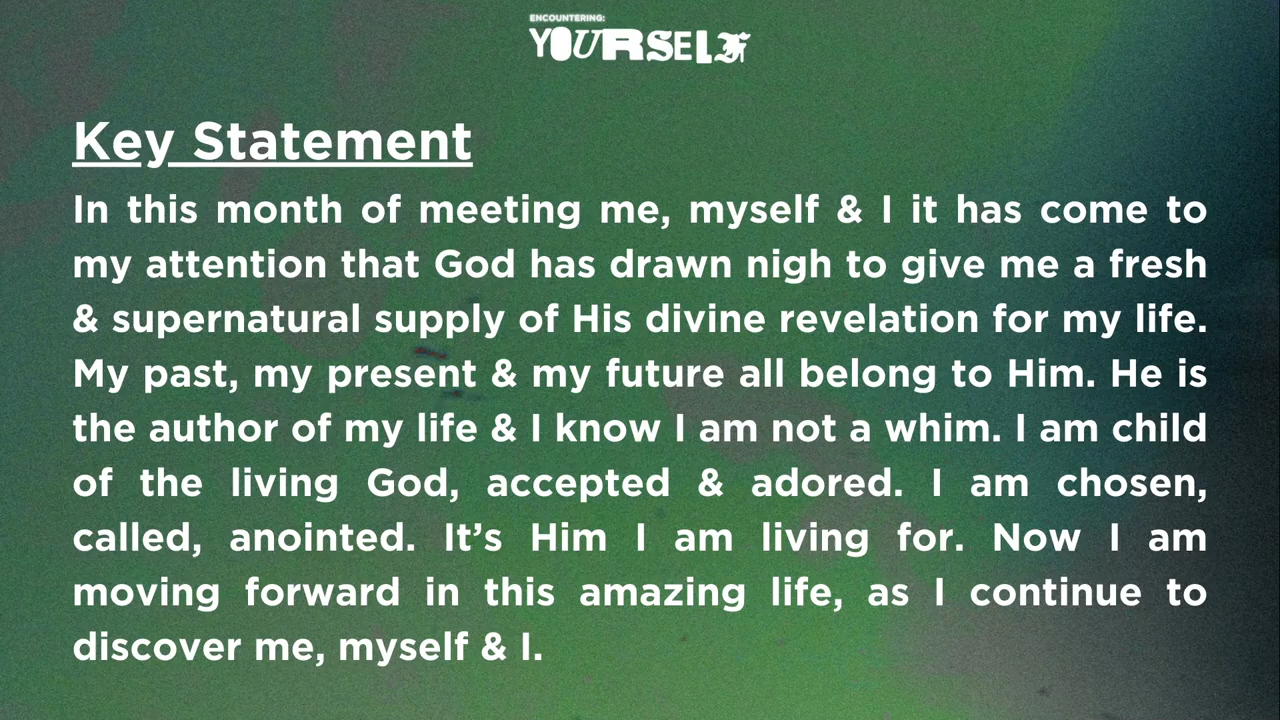 ENCOUNTERING:
YOURSELF
Key Statement
In this month of meeting me, myself & I it has come to
my attention that God has drawn nigh to give me a fresh
& supernatural supply of His divine revelation for my life.
My past, my present & my future all belong to Him. He is
the author of my life & I know I am not a whim. I am child
of the living God, accepted & adored. I am chosen,
called, anointed. It’s Him I am living for. Now I am
moving forward in this amazing life, as I continue to
discover me, myself & I.